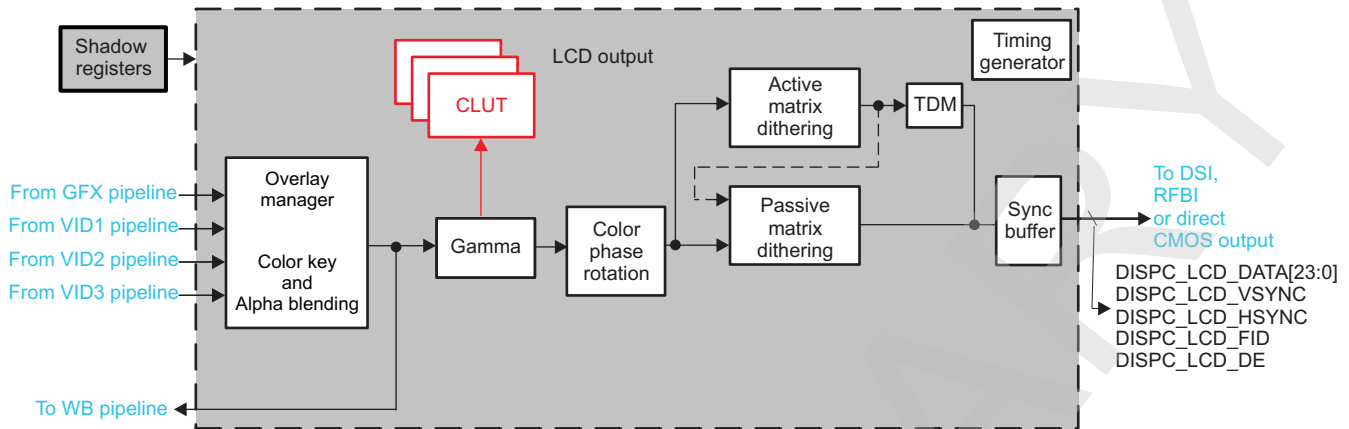 Shadow
registers
LCD output
Timing
generator
CLUT
Active
matrix
dithering
TDM
From GFX pipeline
From VID1 pipeline
From VID2 pipeline
From VID3 pipeline
Overlay
manager
Color key
and
Alpha blending
Gamma
Color
phase
rotation
Passive
matrix
dithering
Sync
buffer
To DSI,
RFBI
or direct
CMOS output
DISPC_LCD_DATA[23:0]
DISPC_LCD_VSYNC
DISPC_LCD_HSYNC
DISPC_LCD_FID
DISPC_LCD_DE
To WB pipeline